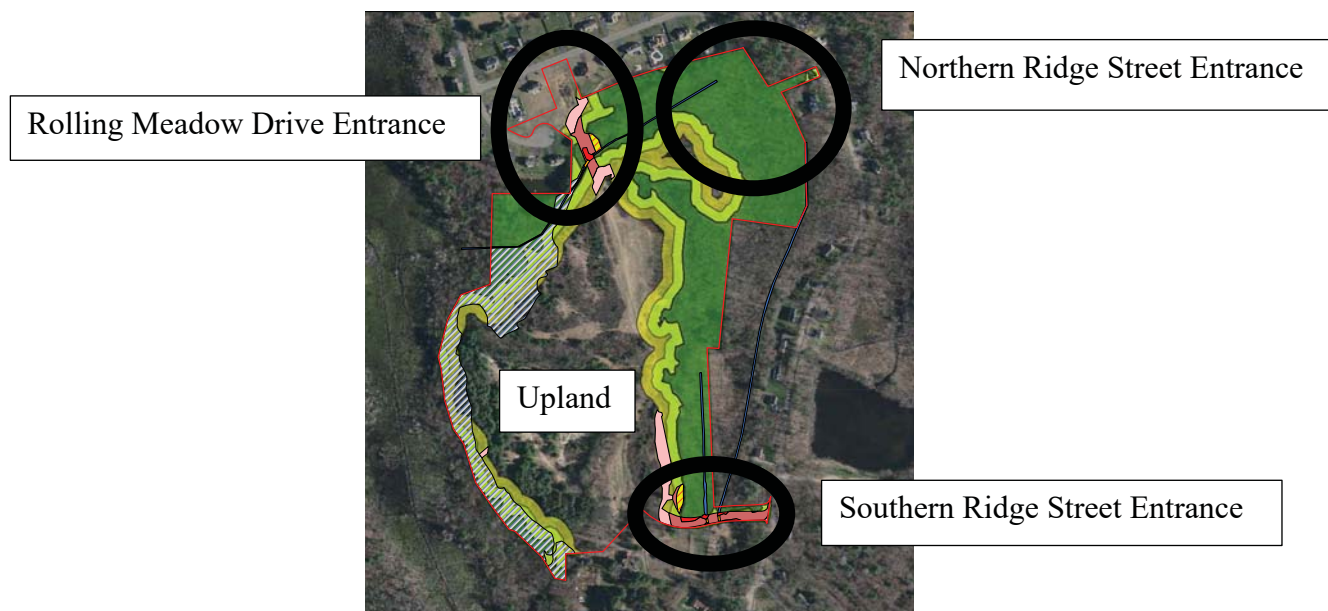 Northern Ridge Street Entrance
Rolling Meadow Drive Entrance
Upland
Southern Ridge Street Entrance